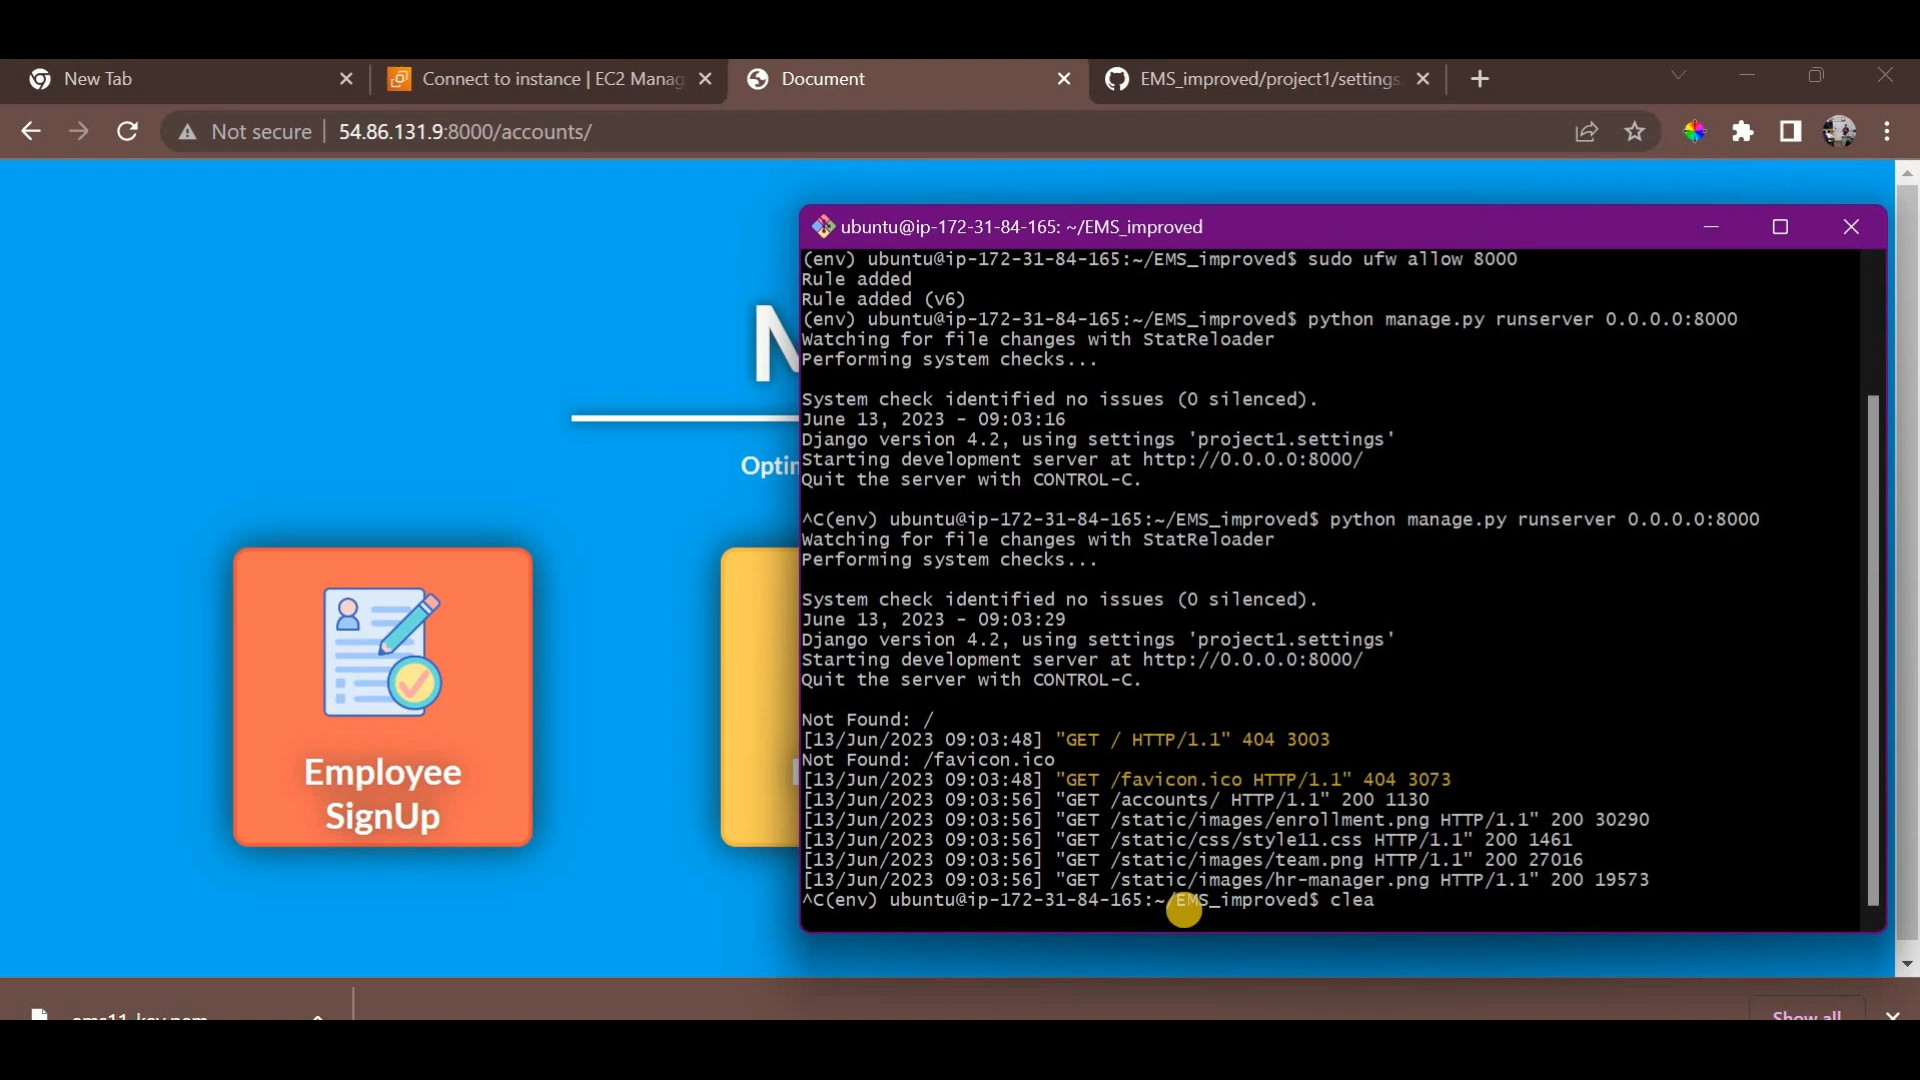 New Tab
Connect to instance | EC2 Manag
Document
EMS_improved/project1/settings.
Not secure
54.86.131.9:8000/accounts/
ubuntu@ip-172-31-84-165: ~/EMS_improved
(env) ubuntu@ip-172-31-84-165:~/EMS_improved$ sudo ufw allow 8000
Rule added
Rule added (v6)
(env) ubuntu@ip-172-31-84-165:~/EMS_improved$ python manage.py runserver 0.0.0.0:8000
Watching for file changes with StatReloader
Performing system checks...
System check identified no issues (0 silenced).
June 13, 2023 - 09:03:16
Django version 4.2, using settings 'project1.settings'
Starting development server at http://0.0.0.0:8000/
Quit the server with CONTROL-C.
^C(env) ubuntu@ip-172-31-84-165:~/EMS_improved$ python manage.py runserver 0.0.0.0:8000
Watching for file changes with StatReloader
Performing system checks...
System check identified no issues (0 silenced).
June 13, 2023 - 09:03:29
Django version 4.2, using settings 'project1.settings'
Starting development server at http://0.0.0.0:8000/
Quit the server with CONTROL-C.
Not Found: /
[13/Jun/2023 09:03:48] "GET / HTTP/1.1" 404 3003
Not Found: /favicon.ico
[13/Jun/2023 09:03:48] "GET /favicon.ico HTTP/1.1" 404 3073
[13/Jun/2023 09:03:56] "GET /accounts/ HTTP/1.1" 200 1130
[13/Jun/2023 09:03:56] "GET /static/images/enrollment.png HTTP/1.1" 200 30290
[13/Jun/2023 09:03:56] "GET /static/css/style11.css HTTP/1.1" 200 1461
[13/Jun/2023 09:03:56] "GET /static/images/team.png HTTP/1.1" 200 27016
[13/Jun/2023 09:03:56] "GET /static/images/hr-manager.png HTTP/1.1" 200 19573
^C(env) ubuntu@ip-172-31-84-165:~/EMS_improved$ clea
Optim
Employee
SignUp
ems11-key.pem
Show all